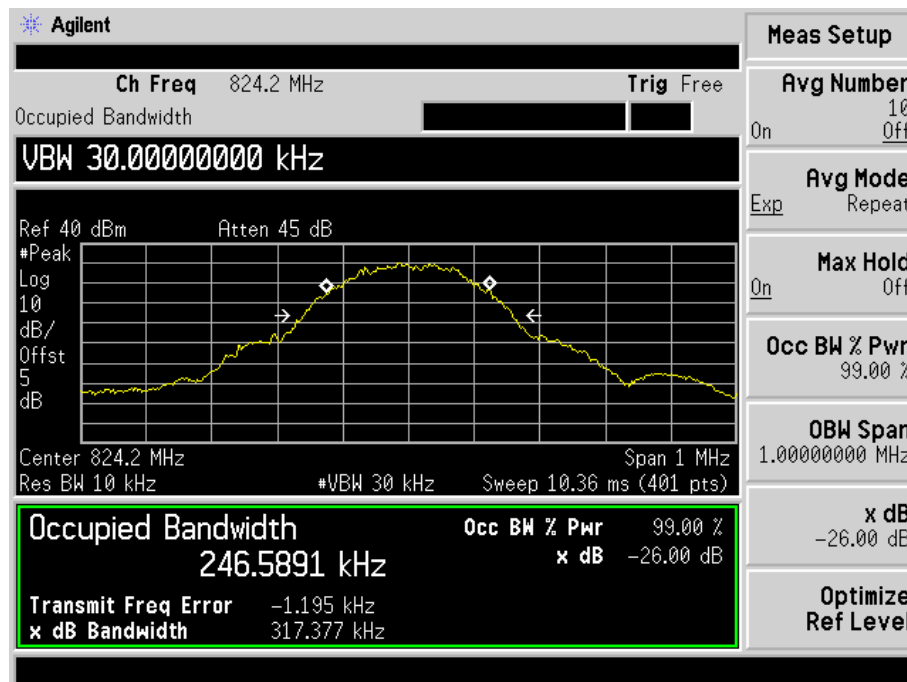 Agilent
Ch Freq 824.2 MHz Trig Free
Occupied Bandwidth
VBW 30.00000000 kHz
Ref 40 dBm Atten 45 dB
#Peak
Log
10
dB/
Offst
5
dB
Center 824.2 MHz Span 1 MHz
Res BW 10 kHz #VBW 30 kHz Sweep 10.36 ms (401 pts)
Occupied Bandwidth Occ BW % Pwr 99.00 %
246.5891 kHz x dB -26.00 dB
Transmit Freq Error -1.195 kHz
x dB Bandwidth 317.377 kHz
Meas Setup
Avg Number
10
On Off
Avg Mode
Exp Repeat
Max Hold
On Off
Occ BW % Pwr
99.00 %
OBW Span
1.00000000 MHz
x dB
-26.00 dB
Optimize
Ref Level